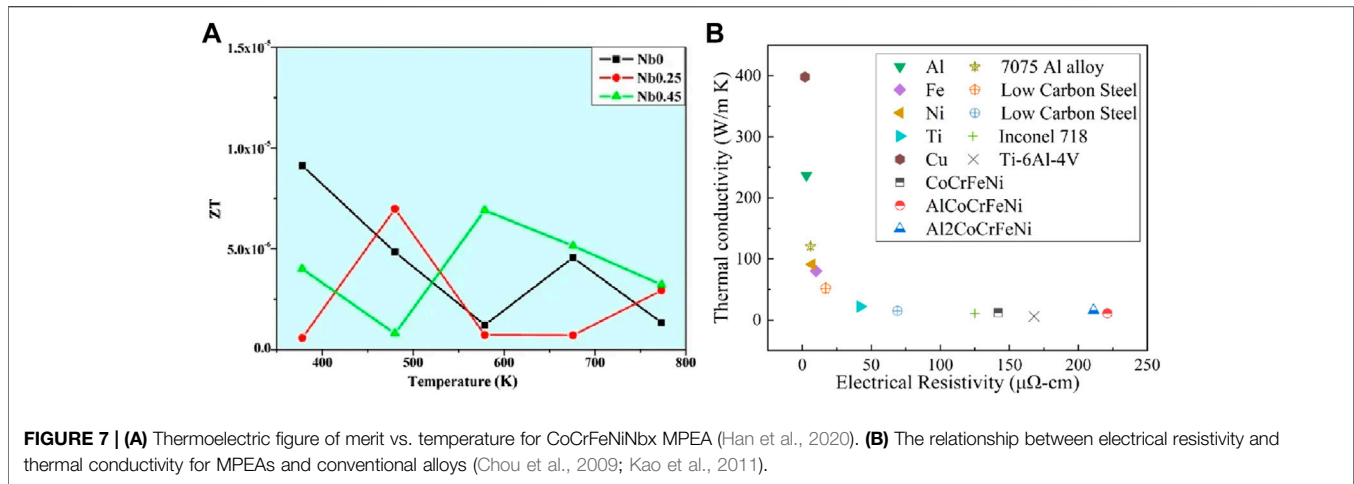 A
1.5x10⁻⁵
1.0x10⁻⁵
5.0x10⁻⁶
0.0
ZT
400
500
600
700
800
Temperature (K)
Nb0
Nb0.25
Nb0.45
B
400
300
200
100
0
Thermal conductivity (W/m K)
0
50
100
150
200
250
Electrical Resistivity (μΩ-cm)
Al
Fe
Ni
Ti
Cu
CoCrFeNi
AlCoCrFeNi
Al2CoCrFeNi
7075 Al alloy
Low Carbon Steel
Low Carbon Steel
Inconel 718
Ti-6Al-4V
FIGURE 7 | (A) Thermoelectric figure of merit vs. temperature for CoCrFeNiNbx MPEA (Han et al., 2020). (B) The relationship between electrical resistivity and
thermal conductivity for MPEAs and conventional alloys (Chou et al., 2009; Kao et al., 2011).